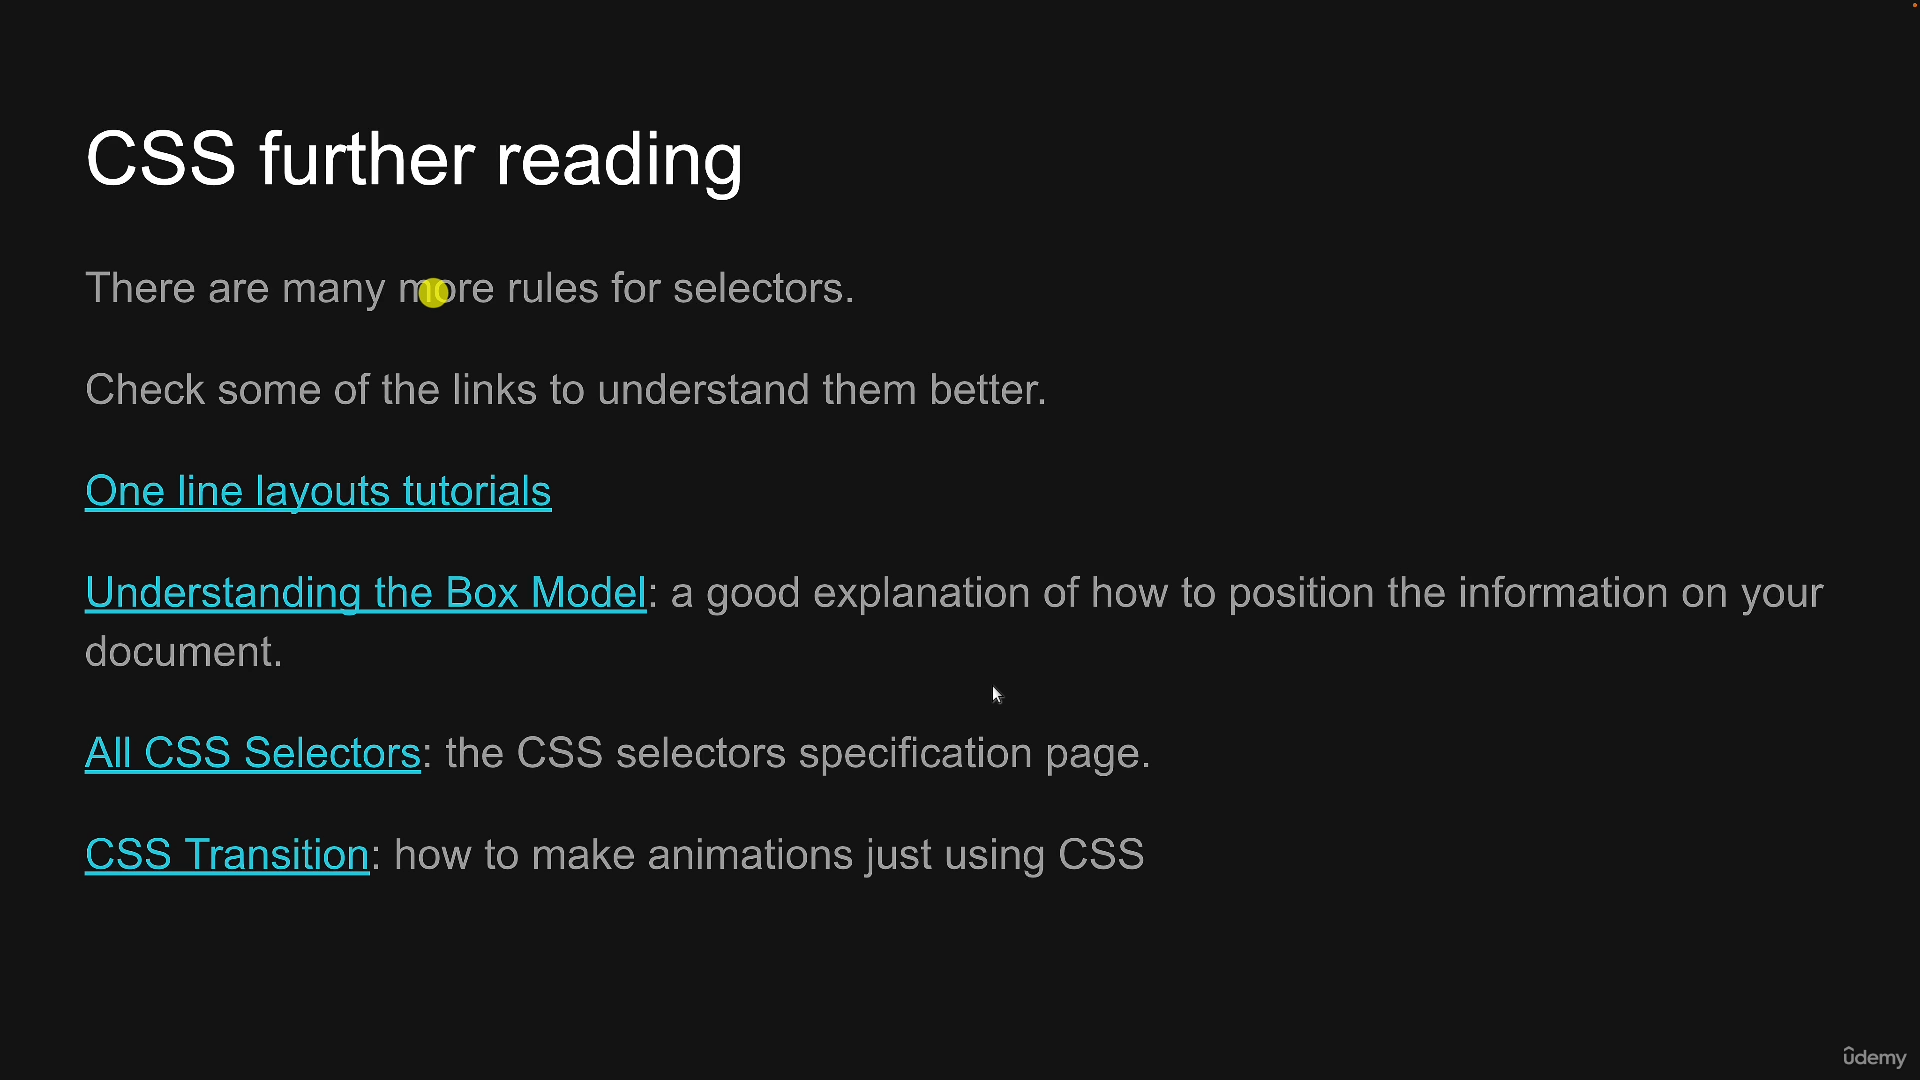 CSS further reading
There are many more rules for selectors.
Check some of the links to understand them better.
One line layouts tutorials
Understanding the Box Model: a good explanation of how to position the information on your
document.
All CSS Selectors: the CSS selectors specification page.
CSS Transition: how to make animations just using CSS
udemy